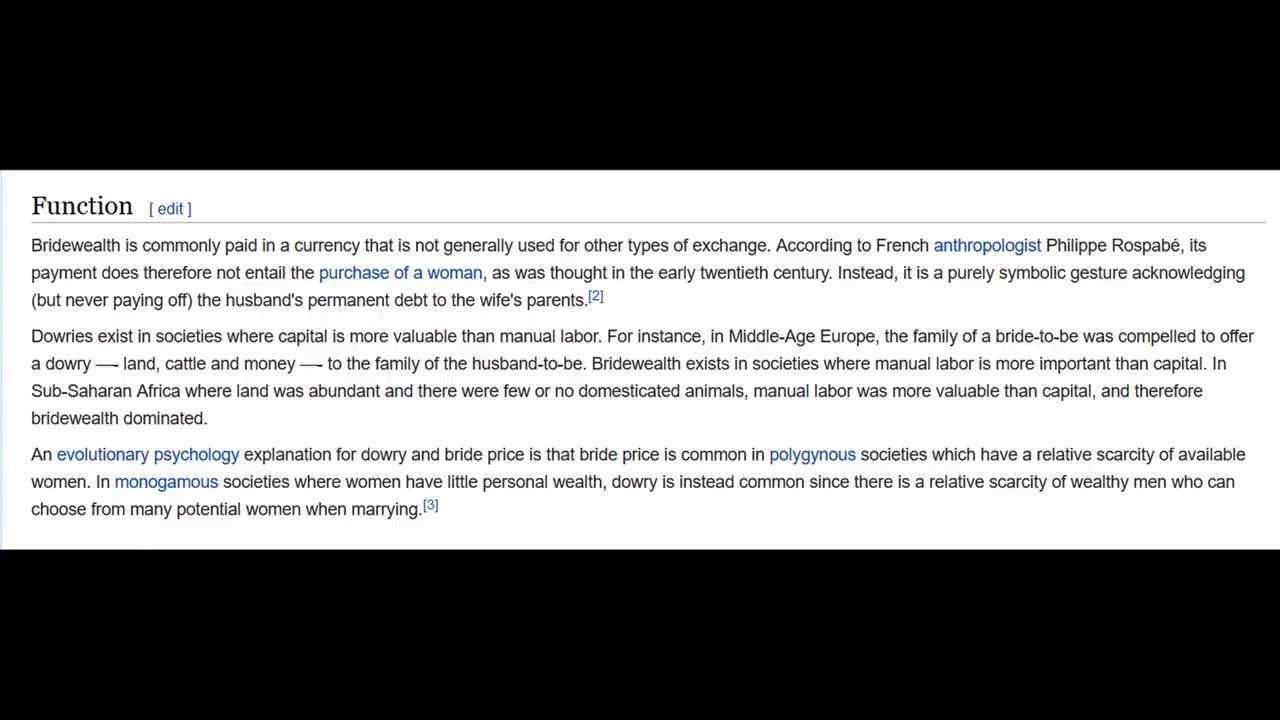 Function [ edit ]
Bridewealth is commonly paid in a currency that is not generally used for other types of exchange. According to French anthropologist Philippe Rospabé, its
payment does therefore not entail the purchase of a woman, as was thought in the early twentieth century. Instead, it is a purely symbolic gesture acknowledging
(but never paying off) the husband's permanent debt to the wife's parents.[2]
Dowries exist in societies where capital is more valuable than manual labor. For instance, in Middle-Age Europe, the family of a bride-to-be was compelled to offer
a dowry —- land, cattle and money —- to the family of the husband-to-be. Bridewealth exists in societies where manual labor is more important than capital. In
Sub-Saharan Africa where land was abundant and there were few or no domesticated animals, manual labor was more valuable than capital, and therefore
bridewealth dominated.
An evolutionary psychology explanation for dowry and bride price is that bride price is common in polygynous societies which have a relative scarcity of available
women. In monogamous societies where women have little personal wealth, dowry is instead common since there is a relative scarcity of wealthy men who can
choose from many potential women when marrying.[3]